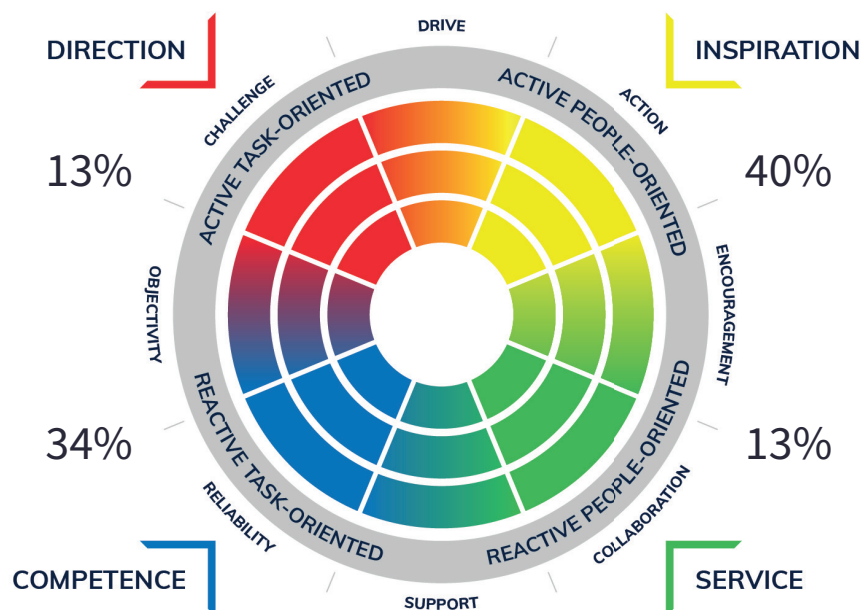 DRIVE
DIRECTION
INSPIRATION
ACTIVE TASK-ORIENTED
ACTIVE PEOPLE-ORIENTED
CHALLENGE
ACTION
13%
40%
OBJECTIVITY
ENCOURAGEMENT
34%
13%
REACTIVE TASK-ORIENTED
REACTIVE PEOPLE-ORIENTED
RELIABILITY
COLLABORATION
COMPETENCE
SERVICE
SUPPORT